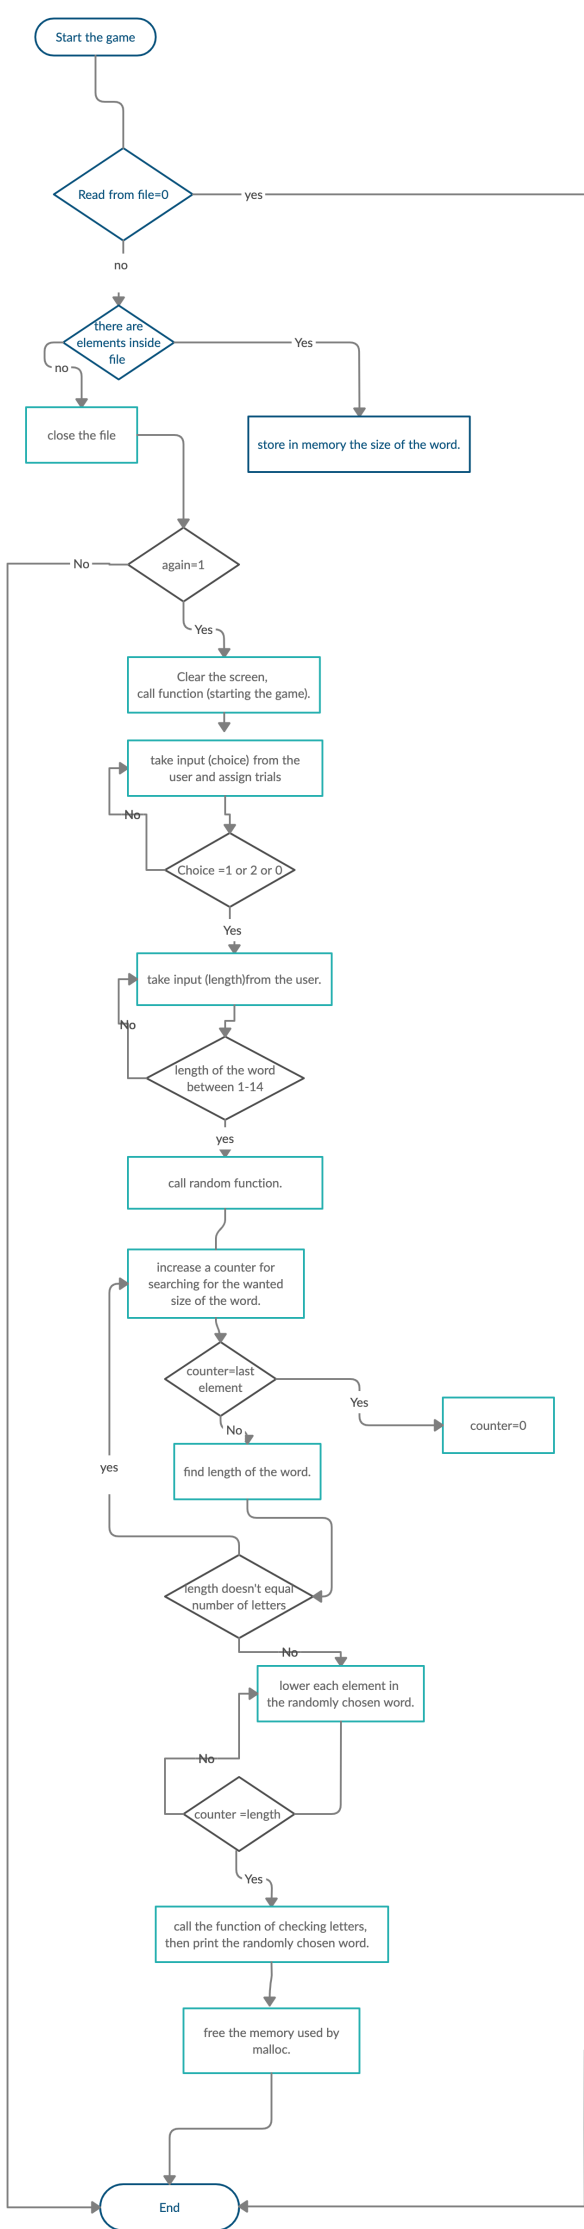 Start the game
Read from file=0
yes
no
there are
elements inside
file
Yes
no
close the file
store in memory the size of the word.
No
again=1
Yes
Clear the screen,
call function (starting the game).
take input (choice) from the
user and assign trials
No
Choice =1 or 2 or 0
Yes
take input (length)from the user.
No
length of the word
between 1-14
yes
call random function.
increase a counter for
searching for the wanted
size of the word.
counter=last
element
Yes
counter=0
No
yes
find length of the word.
length doesn't equal
number of letters
No
lower each element in
the randomly chosen word.
No
counter =length
Yes
call the function of checking letters,
then print the randomly chosen word.
free the memory used by
malloc.
End